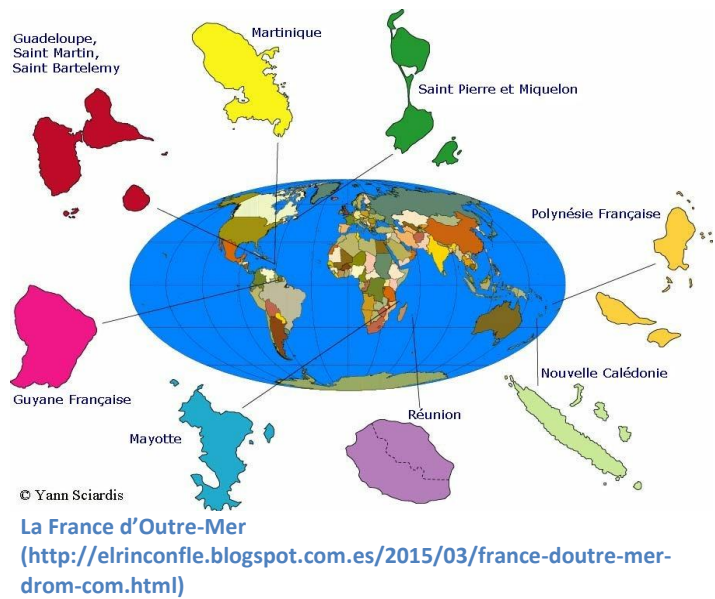 Guadeloupe,
Saint Martin,
Saint Bartelemy
Martinique
Saint Pierre et Miquelon
Polynésie Française
Guyane Française
Mayotte
Réunion
Nouvelle Calédonie
© Yann Sciardis
La France d’Outre-Mer
(http://elrinconfle.blogspot.com.es/2015/03/france-doutre-mer-
drom-com.html)